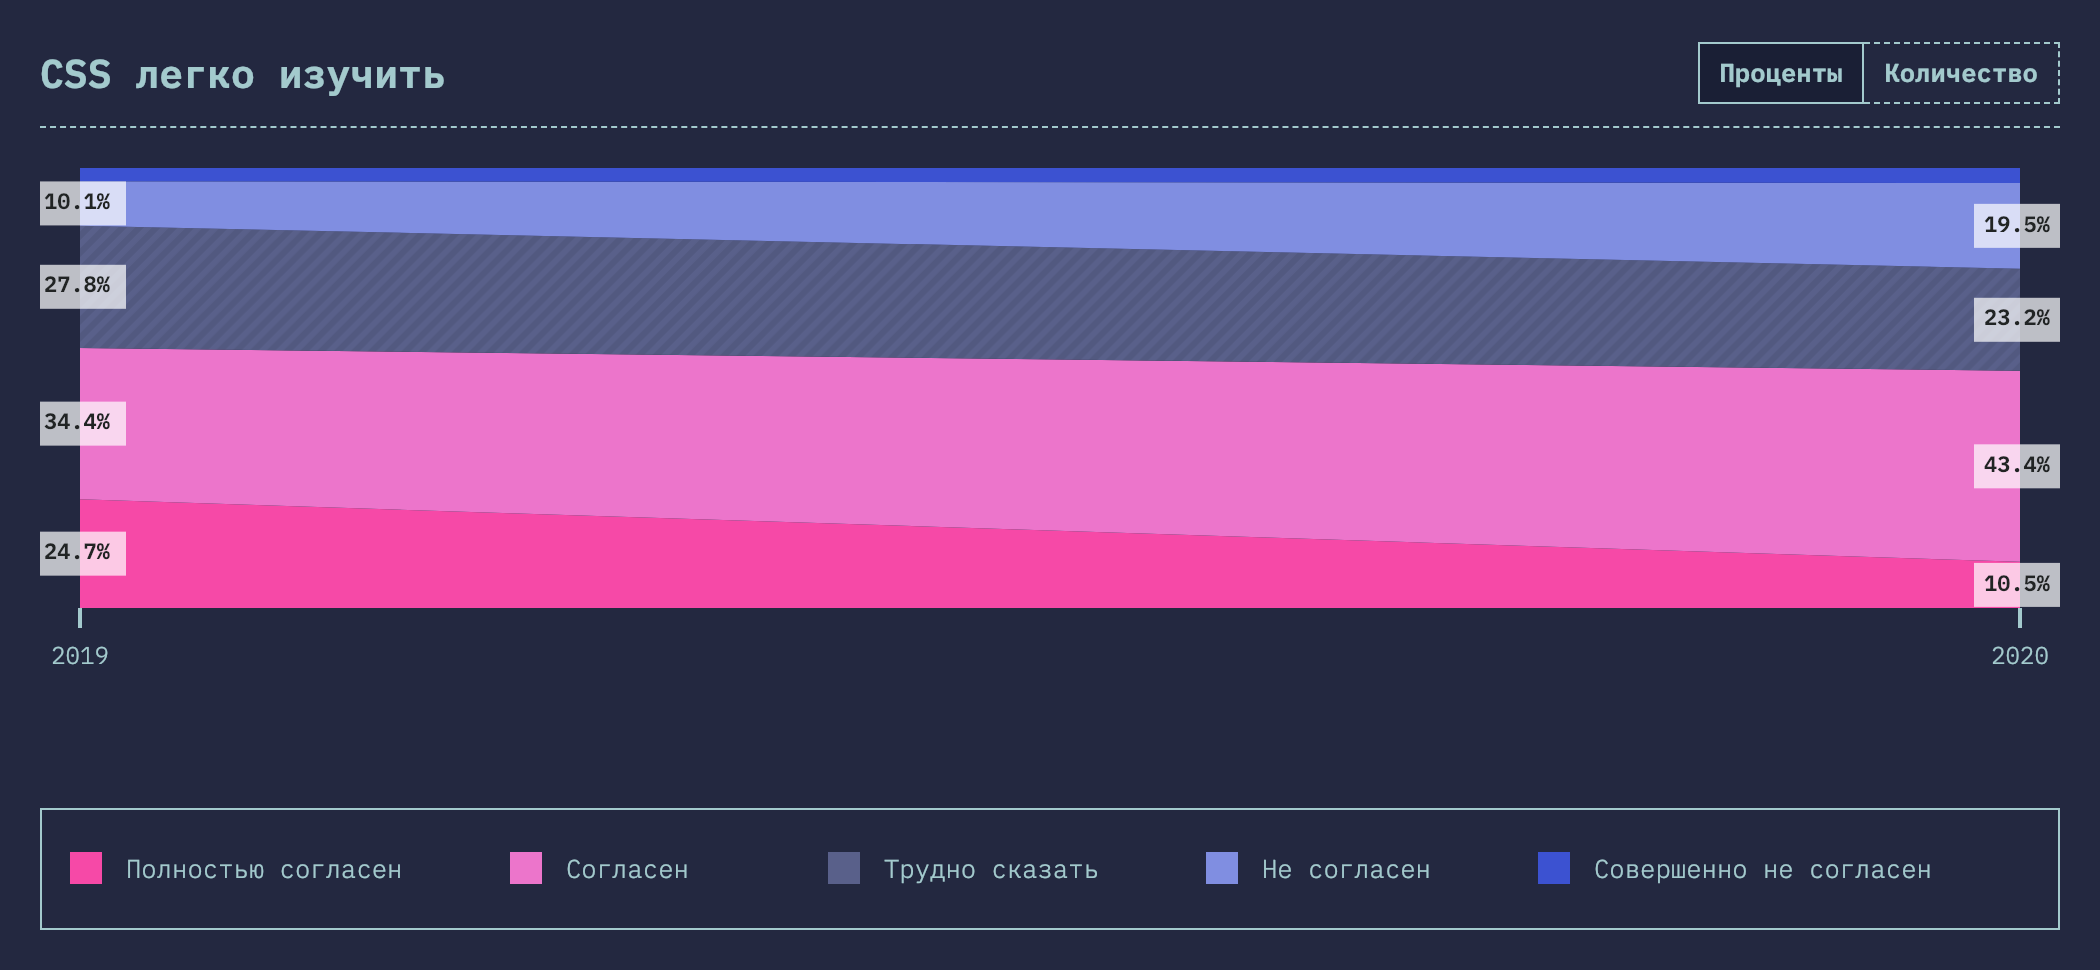 CSS легко изучить
Проценты
Количество
10.1%
19.5%
27.8%
23.2%
34.4%
43.4%
24.7%
10.5%
2019
2020
Полностью согласен
Согласен
Трудно сказать
Не согласен
Совершенно не согласен